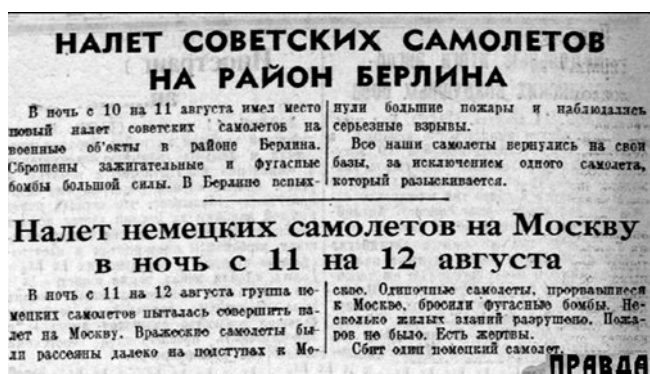 НАЛЕТ СОВЕТСКИХ САМОЛЕТОВ
НА РАЙОН БЕРЛИНА
В ночь с 10 на 11 августа имел место
новый налет советских самолетов на
военные об'екты в районе Берлина.
Сброшены зажигательные и фугасные
бомбы большой силы. В Берлине вспых-
нули большие пожары и наблюдались
серьезные взрывы.
Все наши самолеты вернулись на свои
базы, за исключением одного самолета,
который разыскивается.
Налет немецких самолетов на Москву
в ночь с 11 на 12 августа
В ночь с 11 на 12 августа группа не-
мецких самолетов пыталась совершить на-
лет на Москву. Вражеские самолеты бы-
ли рассеяны далеко на подступах к Мо-
скве. Одиночные самолеты, прорвавшиеся
к Москве, бросили фугасные бомбы. Не-
сколько жилых зданий разрушено. Пожа-
ров не было. Есть жертвы.
Сбит один немецкий самолет.
ПРАВДА